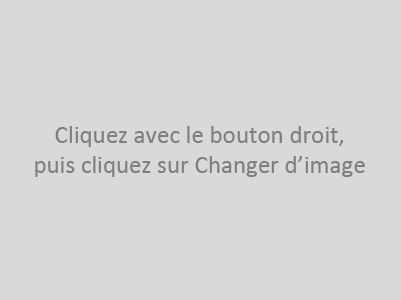 Cliquez avec le bouton droit,
puis cliquez sur Changer d’image